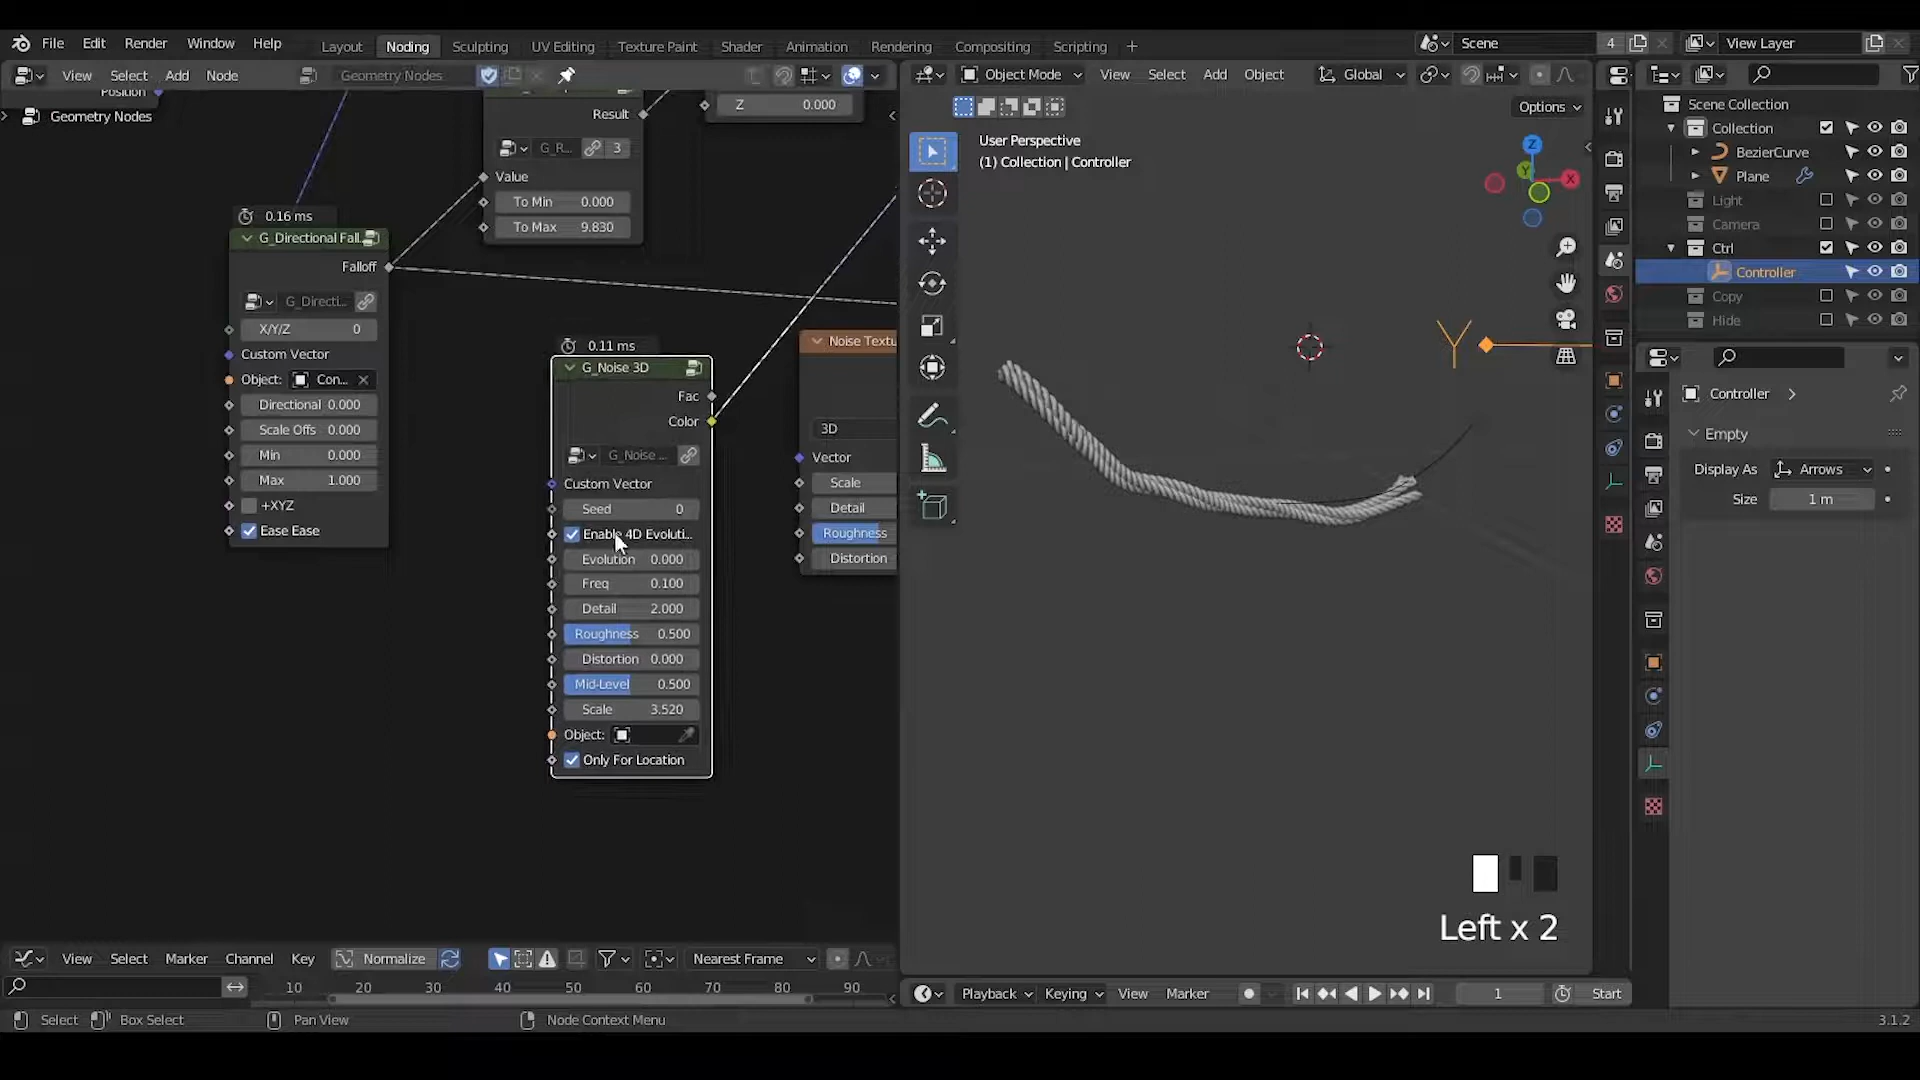 File Edit Render Window Help
Layout Noding Sculpting UV Editing Texture Paint Shader Animation Rendering Compositing Scripting +
Scene 4 View Layer
View Select Add Node Geometry Nodes
Object Mode View Select Add Object Global
Options
Position
Geometry Nodes
Result
Z 0.000
G_R... 3
Value
To Min 0.000
To Max 9.830
0.16 ms
G_Directional Fall...
Falloff
G_Directi...
X/Y/Z 0
Custom Vector
Object: Con...
Directional 0.000
Scale Offs 0.000
Min 0.000
Max 1.000
+XYZ
Ease Ease
0.11 ms
G_Noise 3D
Fac
Color
G_Noise ...
Custom Vector
Seed 0
Enable 4D Evoluti...
Evolution 0.000
Freq 0.100
Detail 2.000
Roughness 0.500
Distortion 0.000
Mid-Level 0.500
Scale 3.520
Object:
Only For Location
Noise Textu
3D
Vector
Scale
Detail
Roughness
Distortion
User Perspective
(1) Collection | Controller
Z
Y
X
Y
Left x 2
Scene Collection
Collection
BezierCurve
Plane
Light
Camera
Ctrl
Controller
Copy
Hide
Controller
Empty
Display As Arrows
Size 1 m
View Select Marker Channel Key Normalize Nearest Frame
10 20 30 40 50 60 70 80 90
Playback Keying View Marker 1 Start
Select Box Select Pan View Node Context Menu 3.1.2